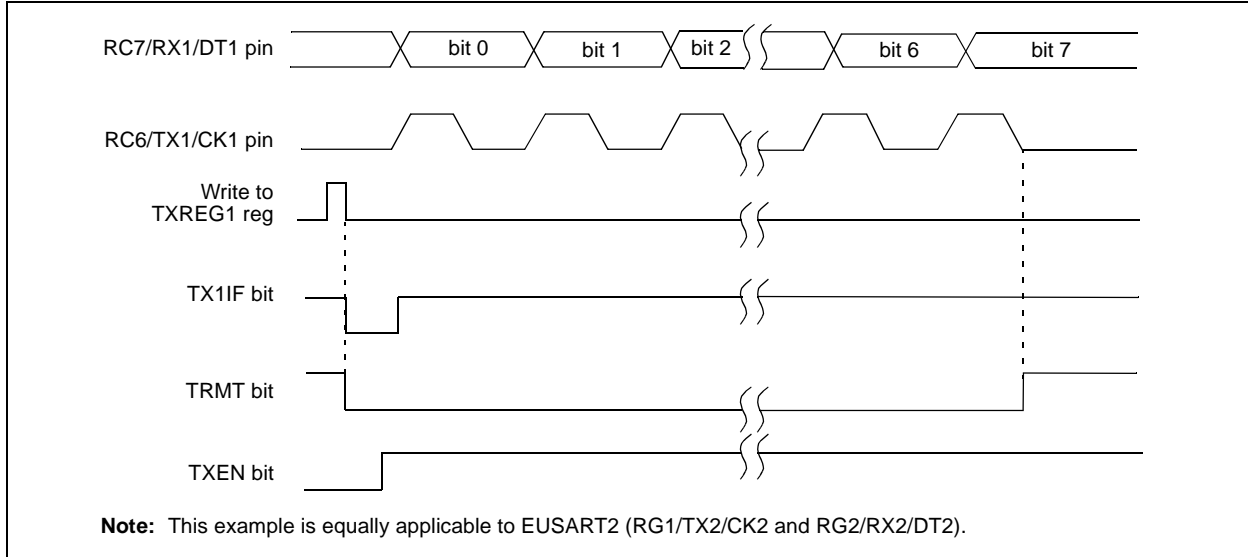 RC7/RX1/DT1 pin
bit 0
bit 1
bit 2
bit 6
bit 7
RC6/TX1/CK1 pin
Write to
TXREG1 reg
TX1IF bit
TRMT bit
TXEN bit
Note: This example is equally applicable to EUSART2 (RG1/TX2/CK2 and RG2/RX2/DT2).